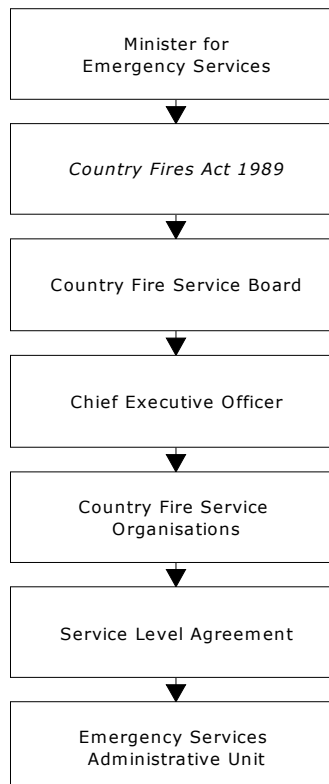 Minister for
Emergency Services
Country Fires Act 1989
Country Fire Service Board
Chief Executive Officer
Country Fire Service
Organisations
Service Level Agreement
Emergency Services
Administrative Unit